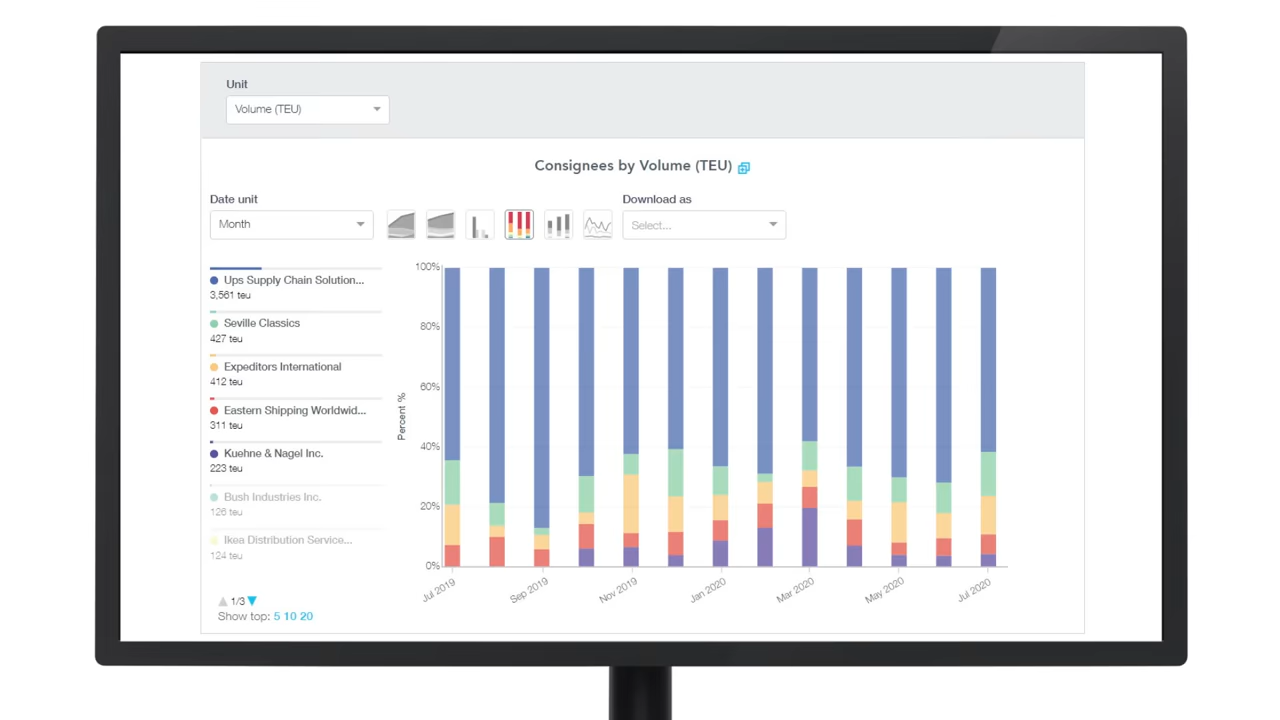 Unit
Volume (TEU)
Consignees by Volume (TEU)
Date unit
Download as
Month
Select...
Ups Supply Chain Solution...
3,561 teu
Seville Classics
427 teu
Expeditors International
412 teu
Eastern Shipping Worldwid...
311 teu
Kuehne & Nagel Inc.
223 teu
Bush Industries Inc.
126 teu
Ikea Distribution Service...
124 teu
1/3
Show top: 5 10 20
Percent %
100%
80%
60%
40%
20%
0%
Jul 2019
Sep 2019
Nov 2019
Jan 2020
Mar 2020
May 2020
Jul 2020